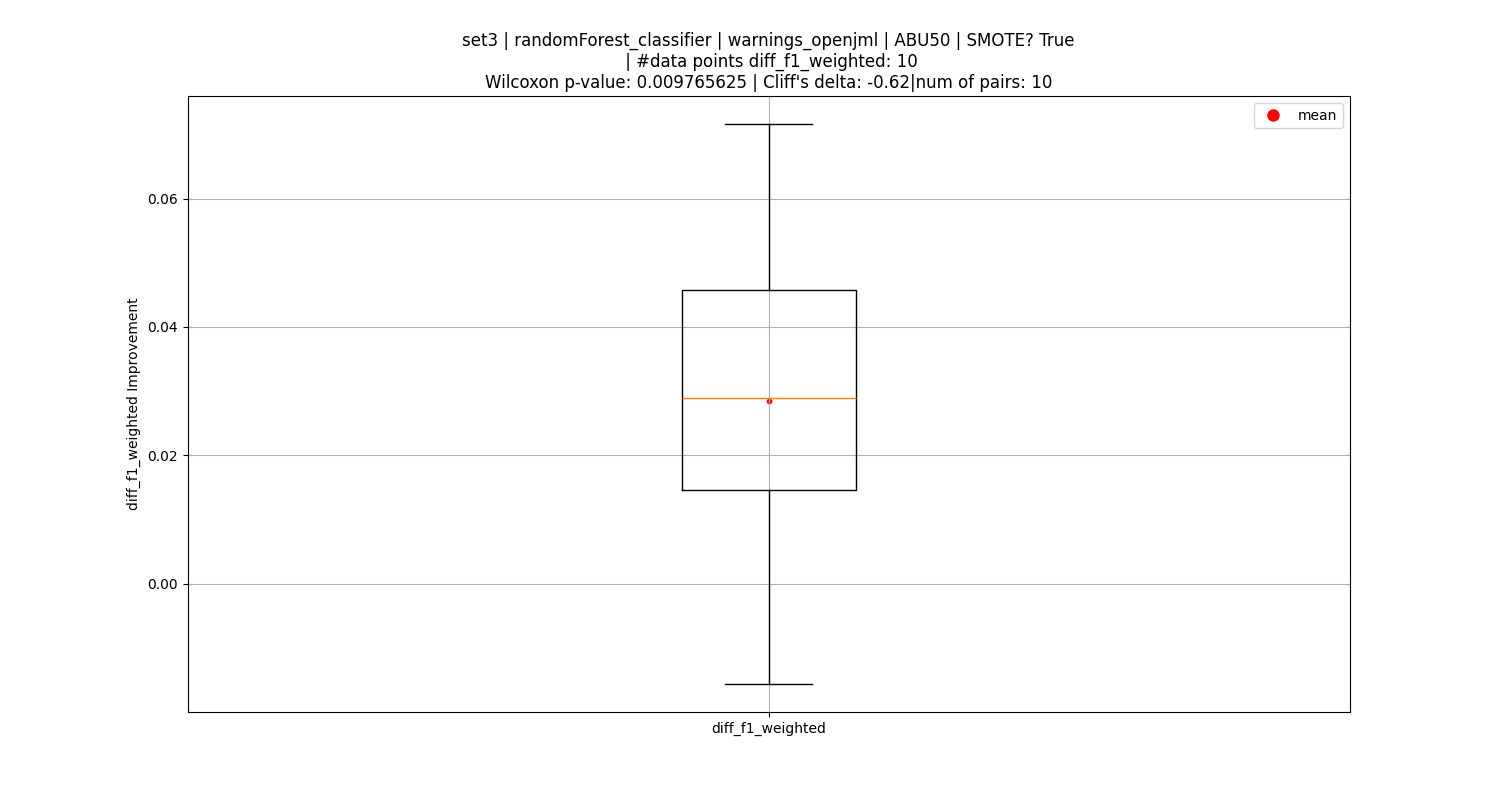 set3 | randomForest_classifier | warnings_openjml | ABU50 | SMOTE? True
| #data points diff_f1_weighted: 10
Wilcoxon p-value: 0.009765625 | Cliff's delta: -0.62|num of pairs: 10
mean
0.06
0.04
0.02
0.00
diff_f1_weighted Improvement
diff_f1_weighted